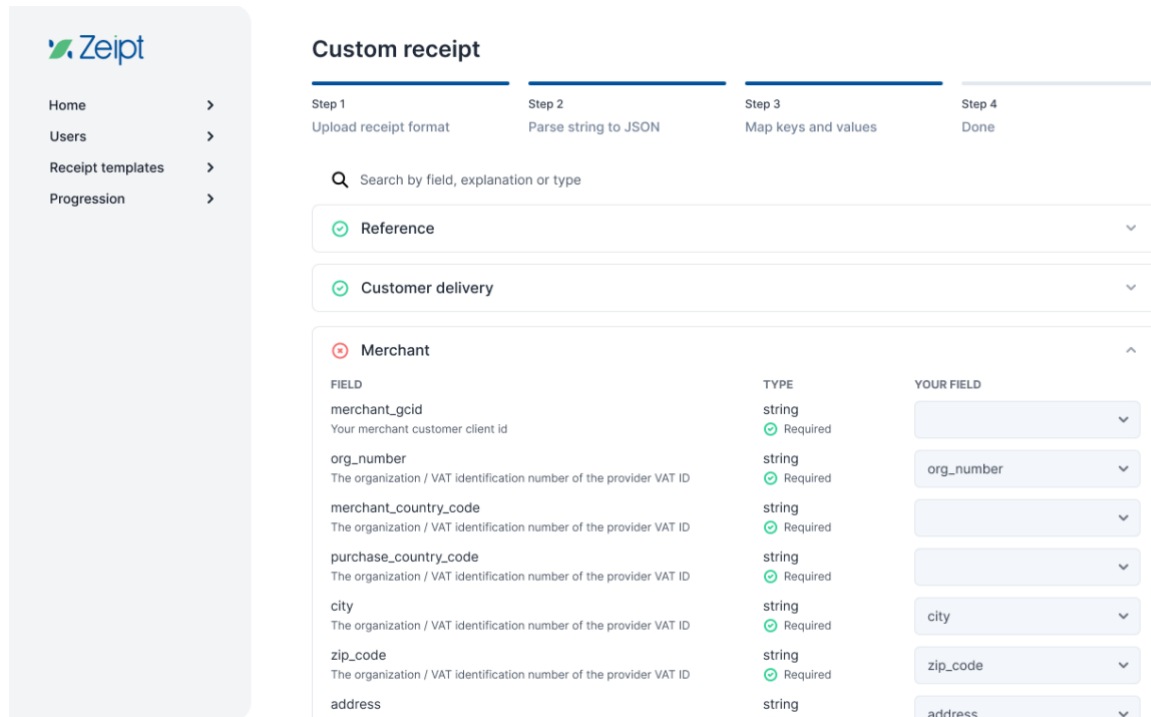 Zeipt
Home
Users
Receipt templates
Progression
Custom receipt
Step 1
Upload receipt format
Step 2
Parse string to JSON
Step 3
Map keys and values
Step 4
Done
Search by field, explanation or type
Reference
Customer delivery
Merchant
FIELD TYPE YOUR FIELD
merchant_gcid string
Your merchant customer client id Required
org_number string org_number
The organization / VAT identification number of the provider VAT ID Required
merchant_country_code string
The organization / VAT identification number of the provider VAT ID Required
purchase_country_code string
The organization / VAT identification number of the provider VAT ID Required
city string city
The organization / VAT identification number of the provider VAT ID Required
zip_code string zip_code
The organization / VAT identification number of the provider VAT ID Required
address string address